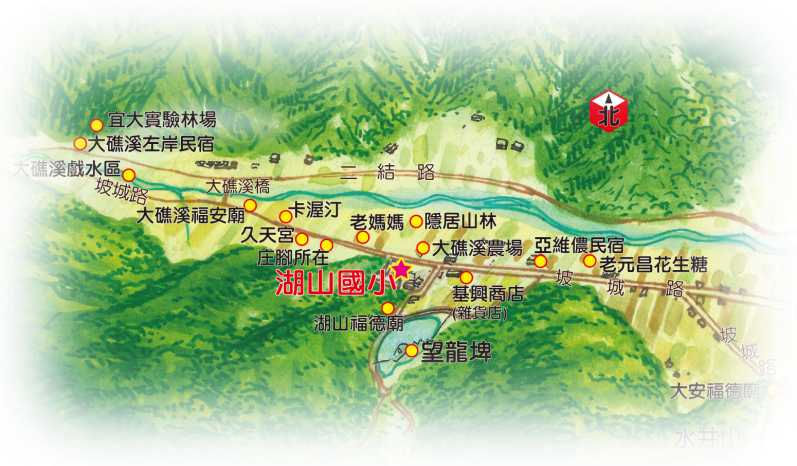 北
宜大實驗林場
大礁溪左岸民宿
大礁溪戲水區
二結路
坡城路
大礁溪橋
大礁溪福安廟
卡渥汀
老媽媽
隱居山林
久天宮
大礁溪農場
亞維儂民宿
庄腳所在
老元昌花生糖
湖山國小
坡城路
基興商店
(雜貨店)
湖山福德廟
坡城路
望龍埤
大安福德廟
水井山